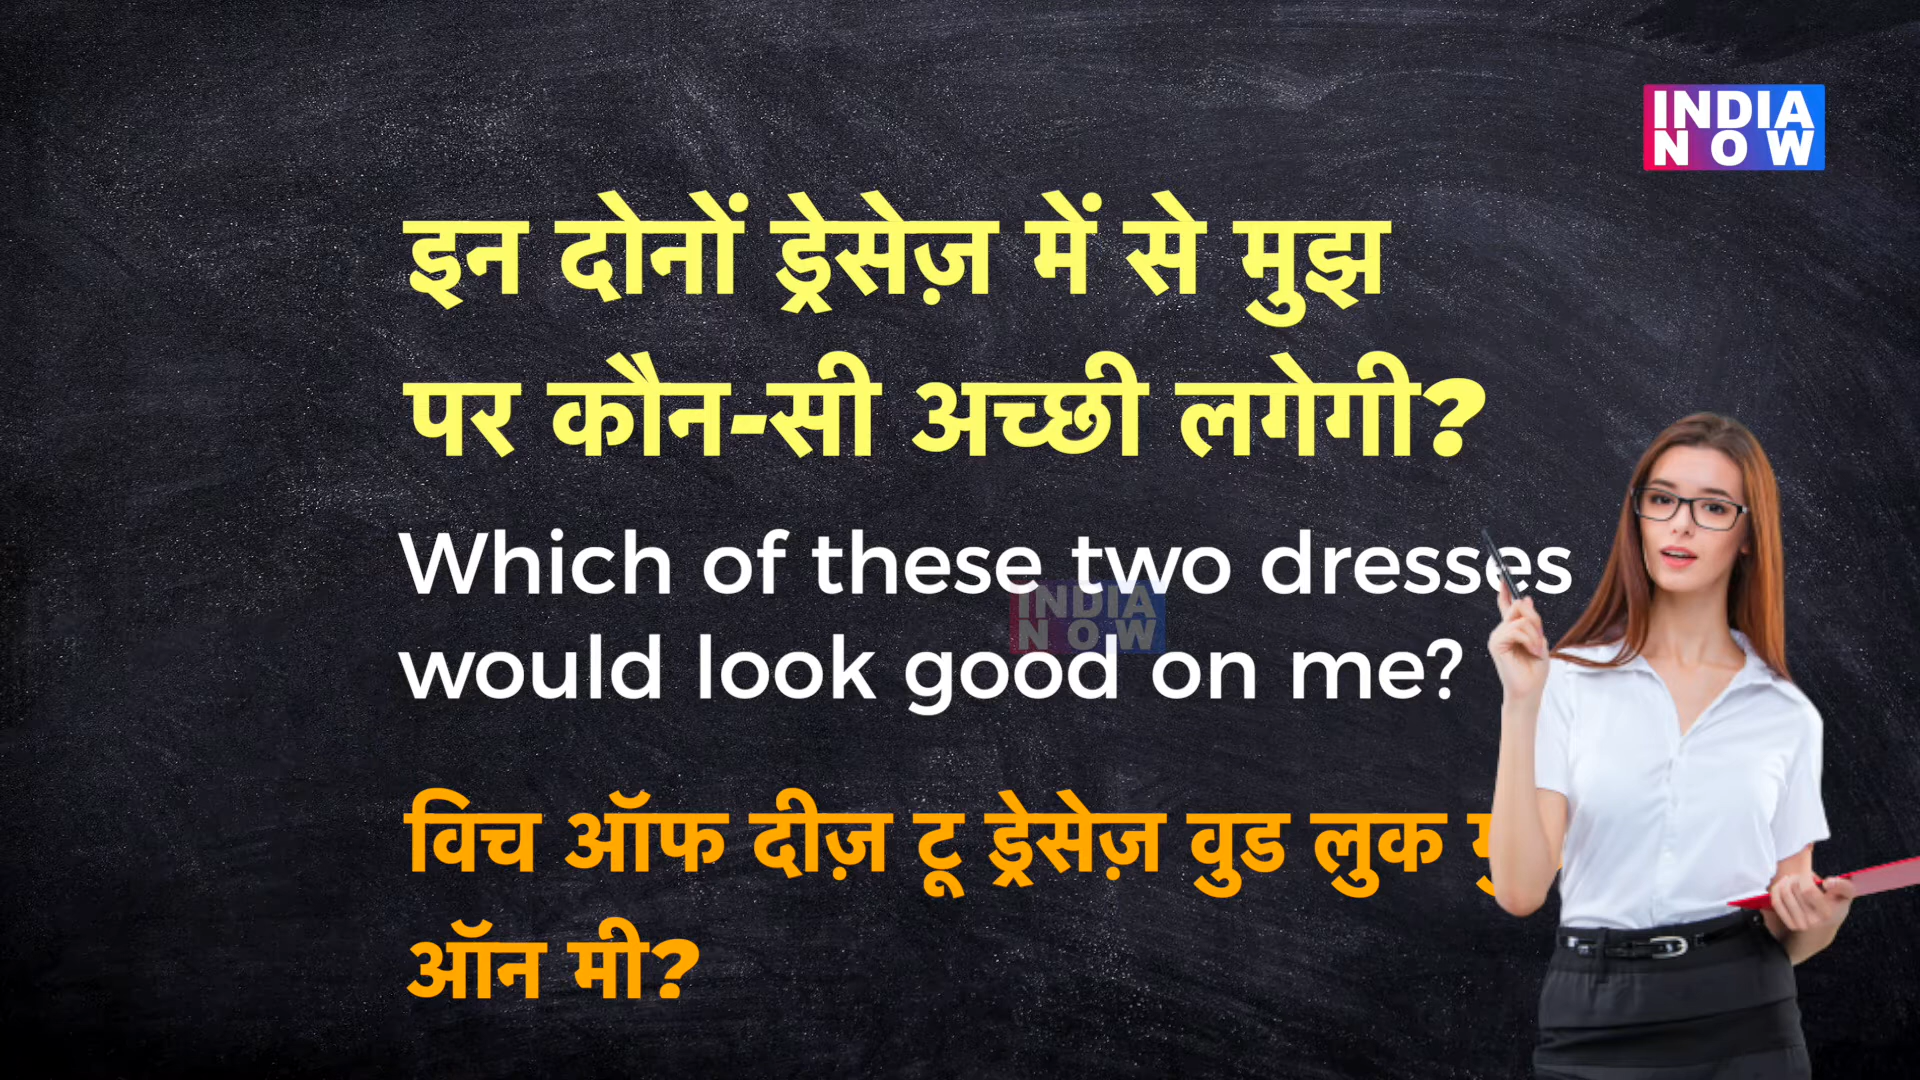 INDIA
NOW
इन दोनों ड्रेसेज़ में से मुझ
पर कौन-सी अच्छी लगेगी?
Which of these two dresses
would look good on me?
INDIA
NOW
विच ऑफ दीज़ टू ड्रेसेज़ वुड लुक
ऑन मी?